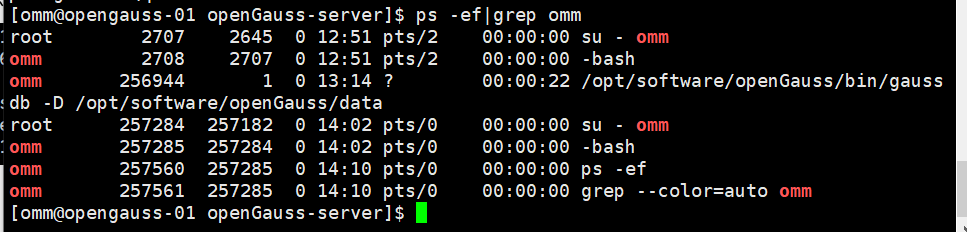 [omm@opengauss-01 openGauss-server]$ ps -ef|grep omm
root        2707    2645  0 12:51 pts/2    00:00:00 su - omm
omm         2708    2707  0 12:51 pts/2    00:00:00 -bash
omm       256944       1  0 13:14 ?        00:00:22 /opt/software/openGauss/bin/gauss
db -D /opt/software/openGauss/data
root      257284  257182  0 14:02 pts/0    00:00:00 su - omm
omm       257285  257284  0 14:02 pts/0    00:00:00 -bash
omm       257560  257285  0 14:10 pts/0    00:00:00 ps -ef
omm       257561  257285  0 14:10 pts/0    00:00:00 grep --color=auto omm
[omm@opengauss-01 openGauss-server]$